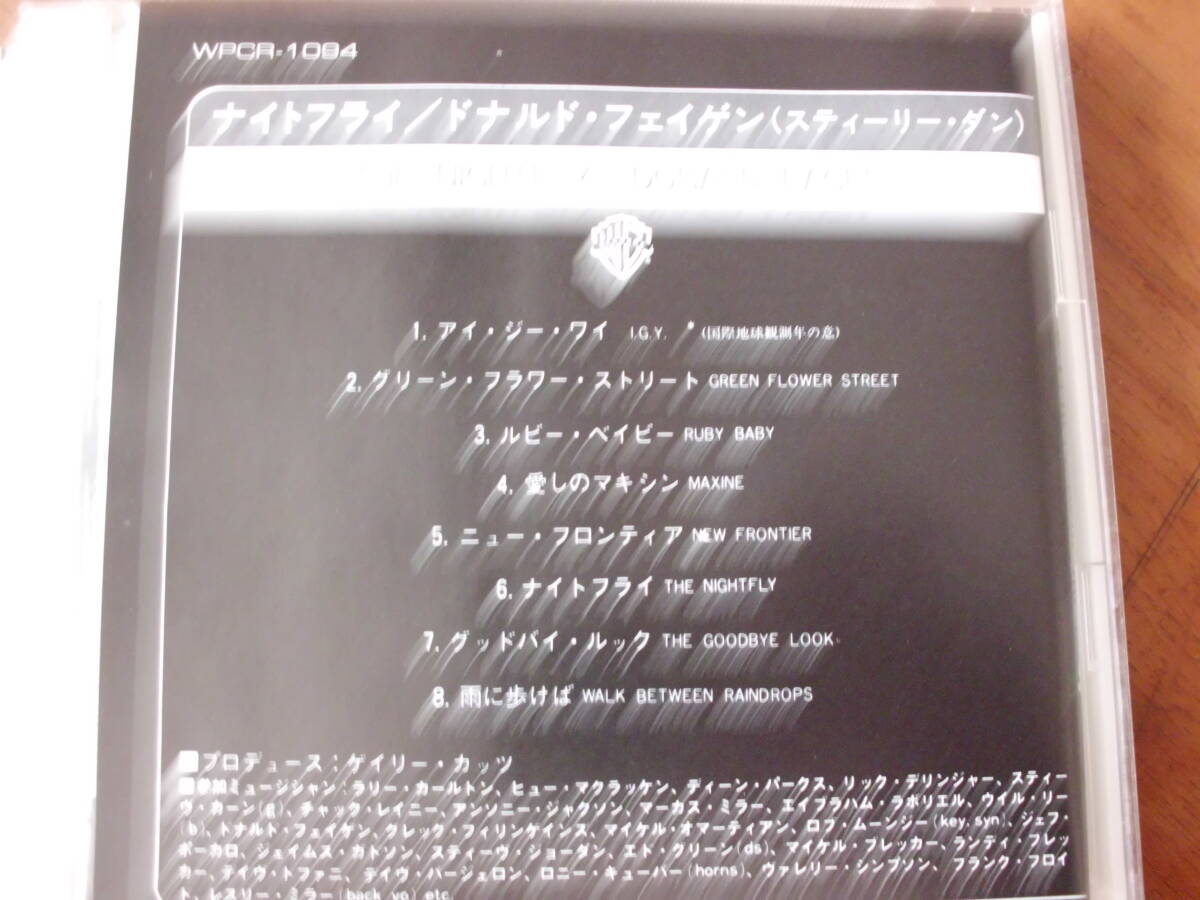 WPCR-1094
ナイトフライ/ドナルド・フェイゲン(スティーリー・ダン)
1. アイ・ジー・ワイ I.G.Y. (国際地球観測年の意)
2. グリーン・フラワー・ストリート GREEN FLOWER STREET
3. ルビー・ベイビー RUBY BABY
4. 愛しのマキシン MAXINE
5. ニュー・フロンティア NEW FRONTIER
6. ナイトフライ THE NIGHTFLY
7. グッドバイ・ルック THE GOODBYE LOOK
8. 雨に歩けば WALK BETWEEN RAINDROPS
■プロデュース:ゲイリー・カッツ
■参加ミュージシャン:ラリー・カールトン、ヒュー・マクラッケン、ディーン・パークス、リック・デリンジャー、スティー
ヴ・カーン(g)、チャック・レイニー、アンソニー・ジャクソン、マーカス・ミラー、エイブラハム・ラボリエル、ウイル・リー
(b)、ドナルド・フェイゲン、グレッグ・フィリンゲインス、マイケル・オマーティアン、ロブ・ムーンジー(key, syn)、ジェフ・
ポーカロ、ジェイムス・ガドソン、スティーヴ・ジョーダン、エド・グリーン(ds)、マイケル・ブレッカー、ランディ・ブレッ
カー、デイヴ・トファニ、デイヴ・バージェロン、ロニー・キューバー(horns)、ヴァレリー・シンプソン、フランク・フロイ
ド、レスリー・ミラー(back vo) etc.